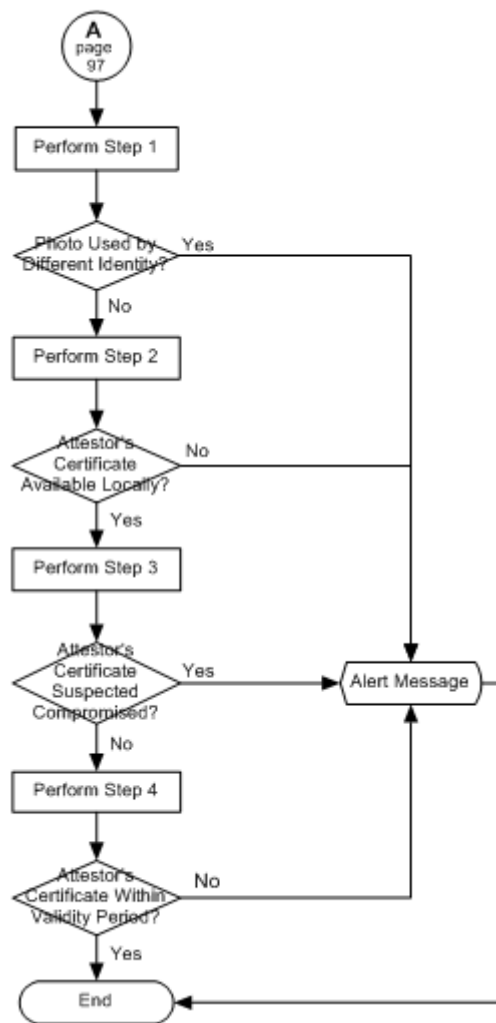 A
page
97
Perform Step 1
Photo Used by
Different Identity?
Yes
No
Perform Step 2
Attestor's
Certificate
Available Locally?
No
Yes
Perform Step 3
Attestor's
Certificate
Suspected
Compromised?
Yes
Alert Message
No
Perform Step 4
Attestor's
Certificate Within
Validity Period?
No
Yes
End